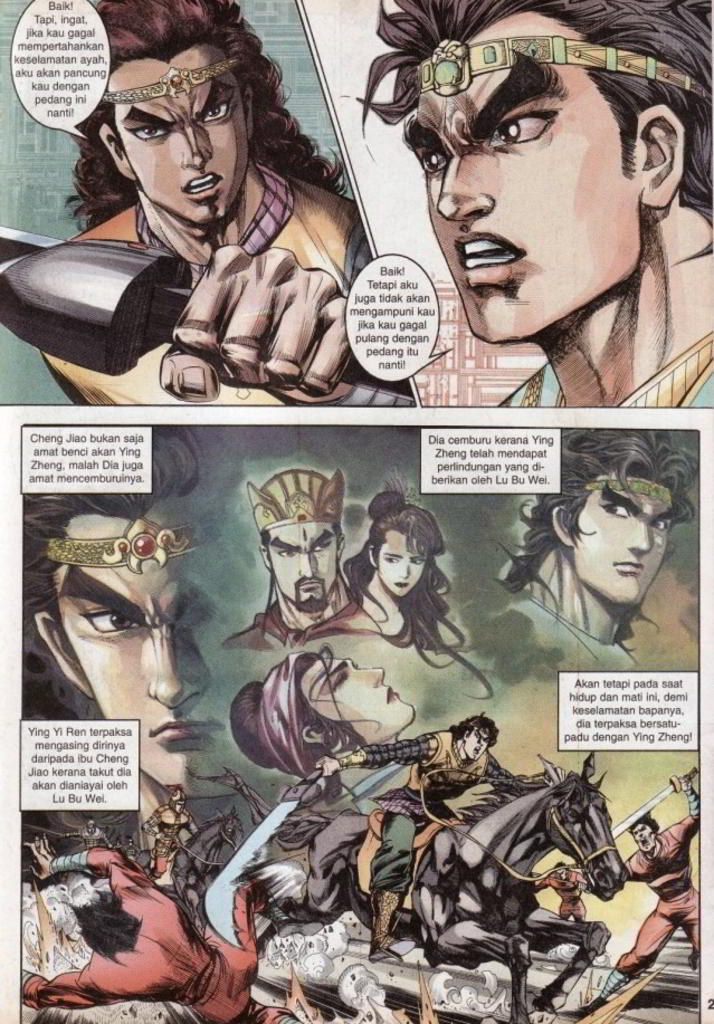 Baik!
Tapi, ingat,
jika kau gagal
mempertahankan
keselamatan ayah,
aku akan pancung
kau dengan
pedang ini
nanti!
Baik!
Tetapi aku
juga tidak akan
mengampuni kau
jika kau gagal
pulang dengan
pedang itu
nanti!
Cheng Jiao bukan saja
amat benci akan Ying
Zheng, malah Dia juga
amat mencemburuinya.
Dia cemburu kerana Ying
Zheng telah mendapat
perlindungan yang di-
berikan oleh Lu Bu Wei.
Ying Yi Ren terpaksa
mengasing dirinya
daripada ibu Cheng
Jiao kerana takut dia
akan dianiayai oleh
Lu Bu Wei.
Akan tetapi pada saat
hidup dan mati ini, demi
keselamatan bapanya,
dia terpaksa bersatu-
padu dengan Ying Zheng!
2